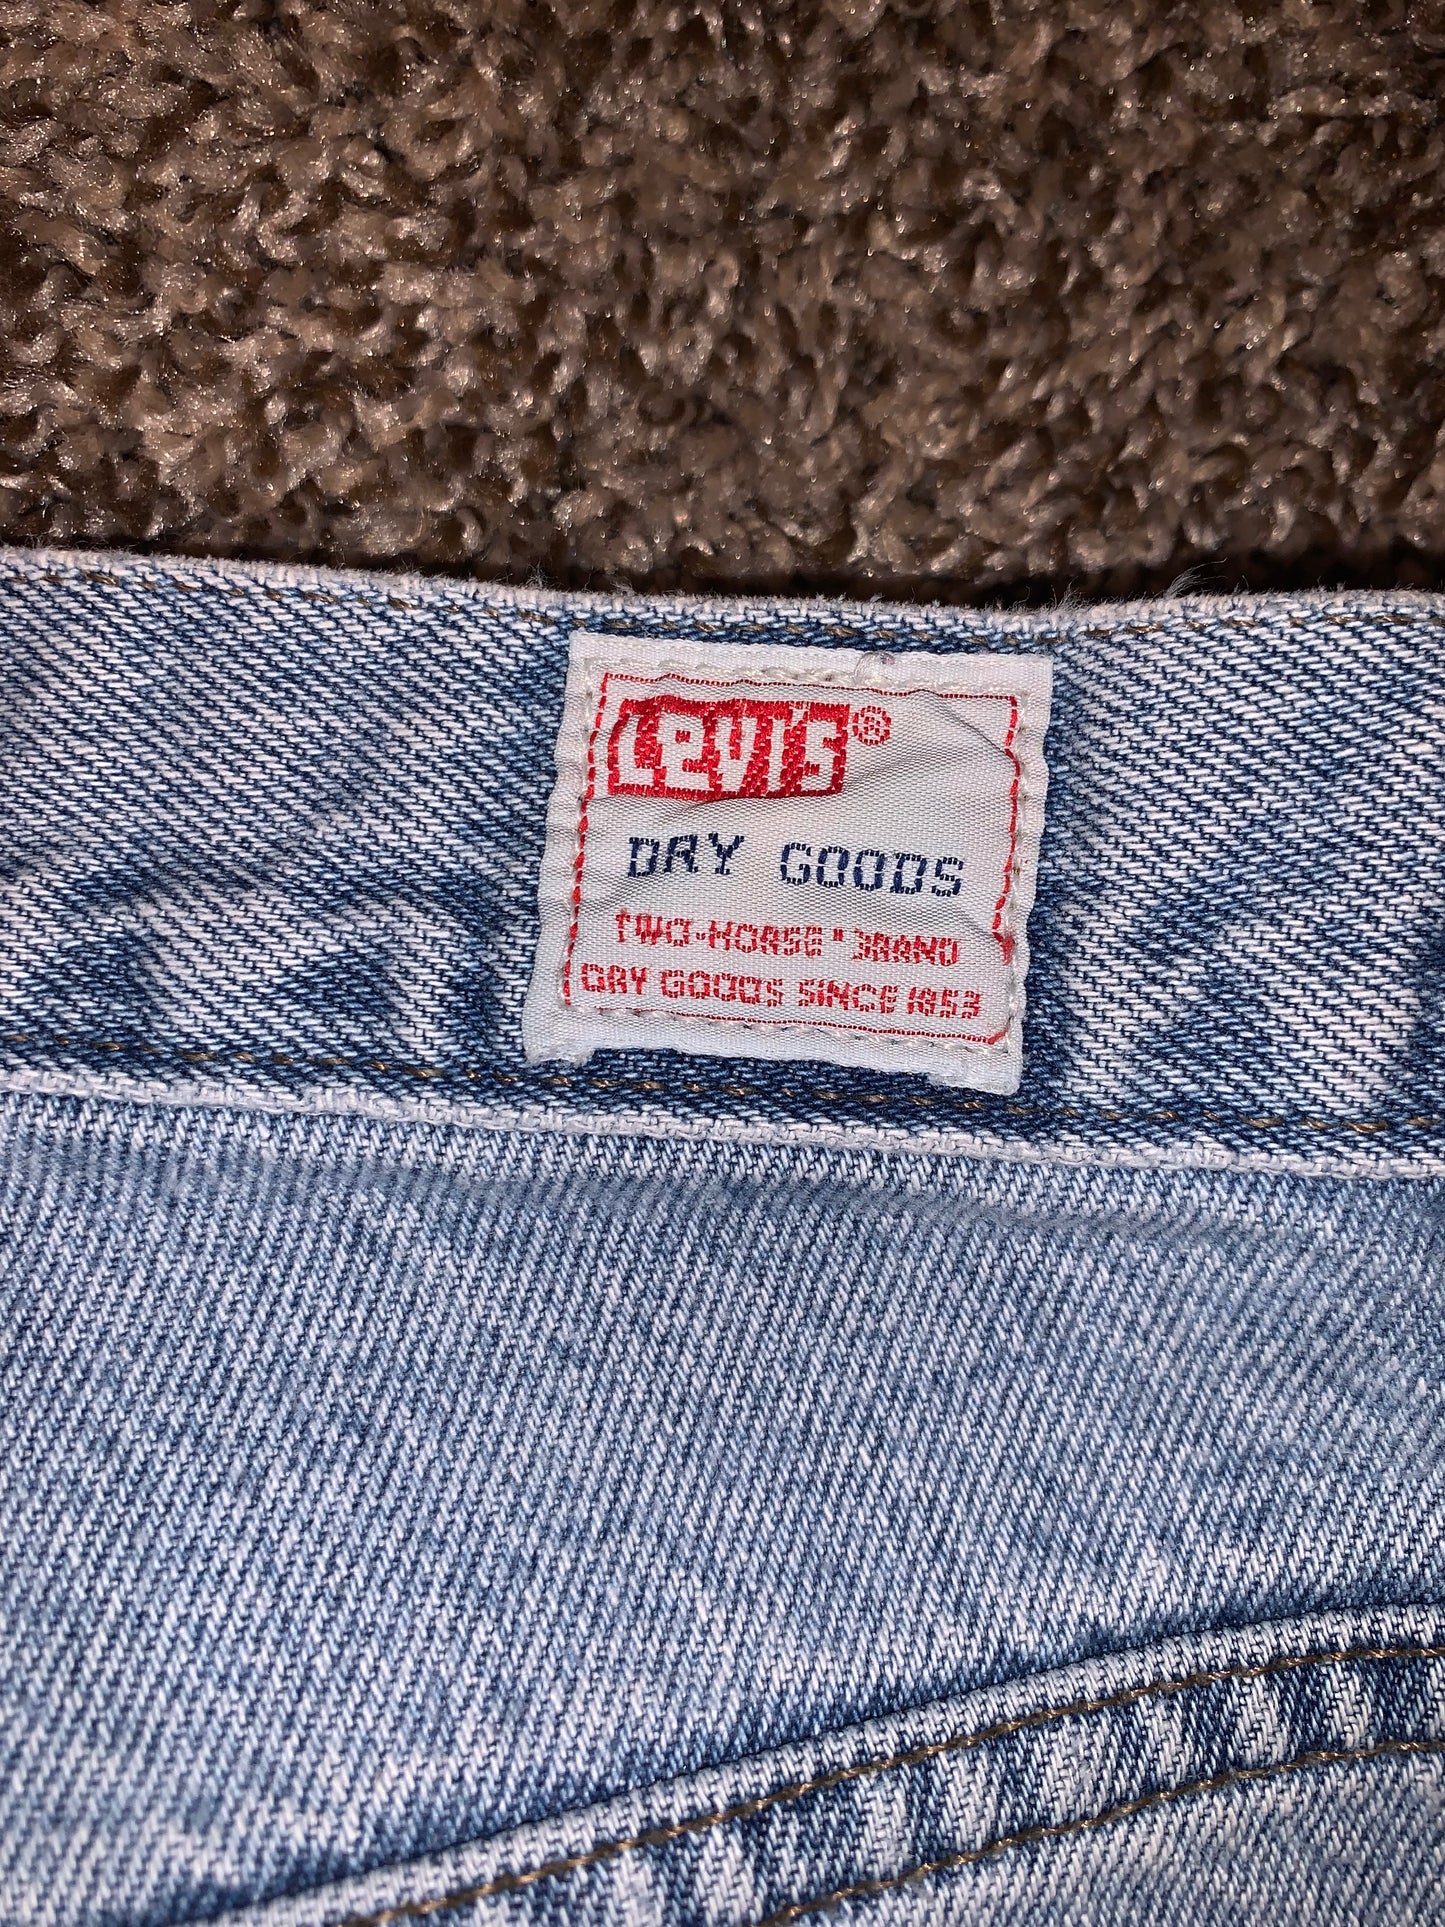 Levi's®
DRY GOODS
TWO-HORSE" BRAND
DRY GOODS SINCE 1853